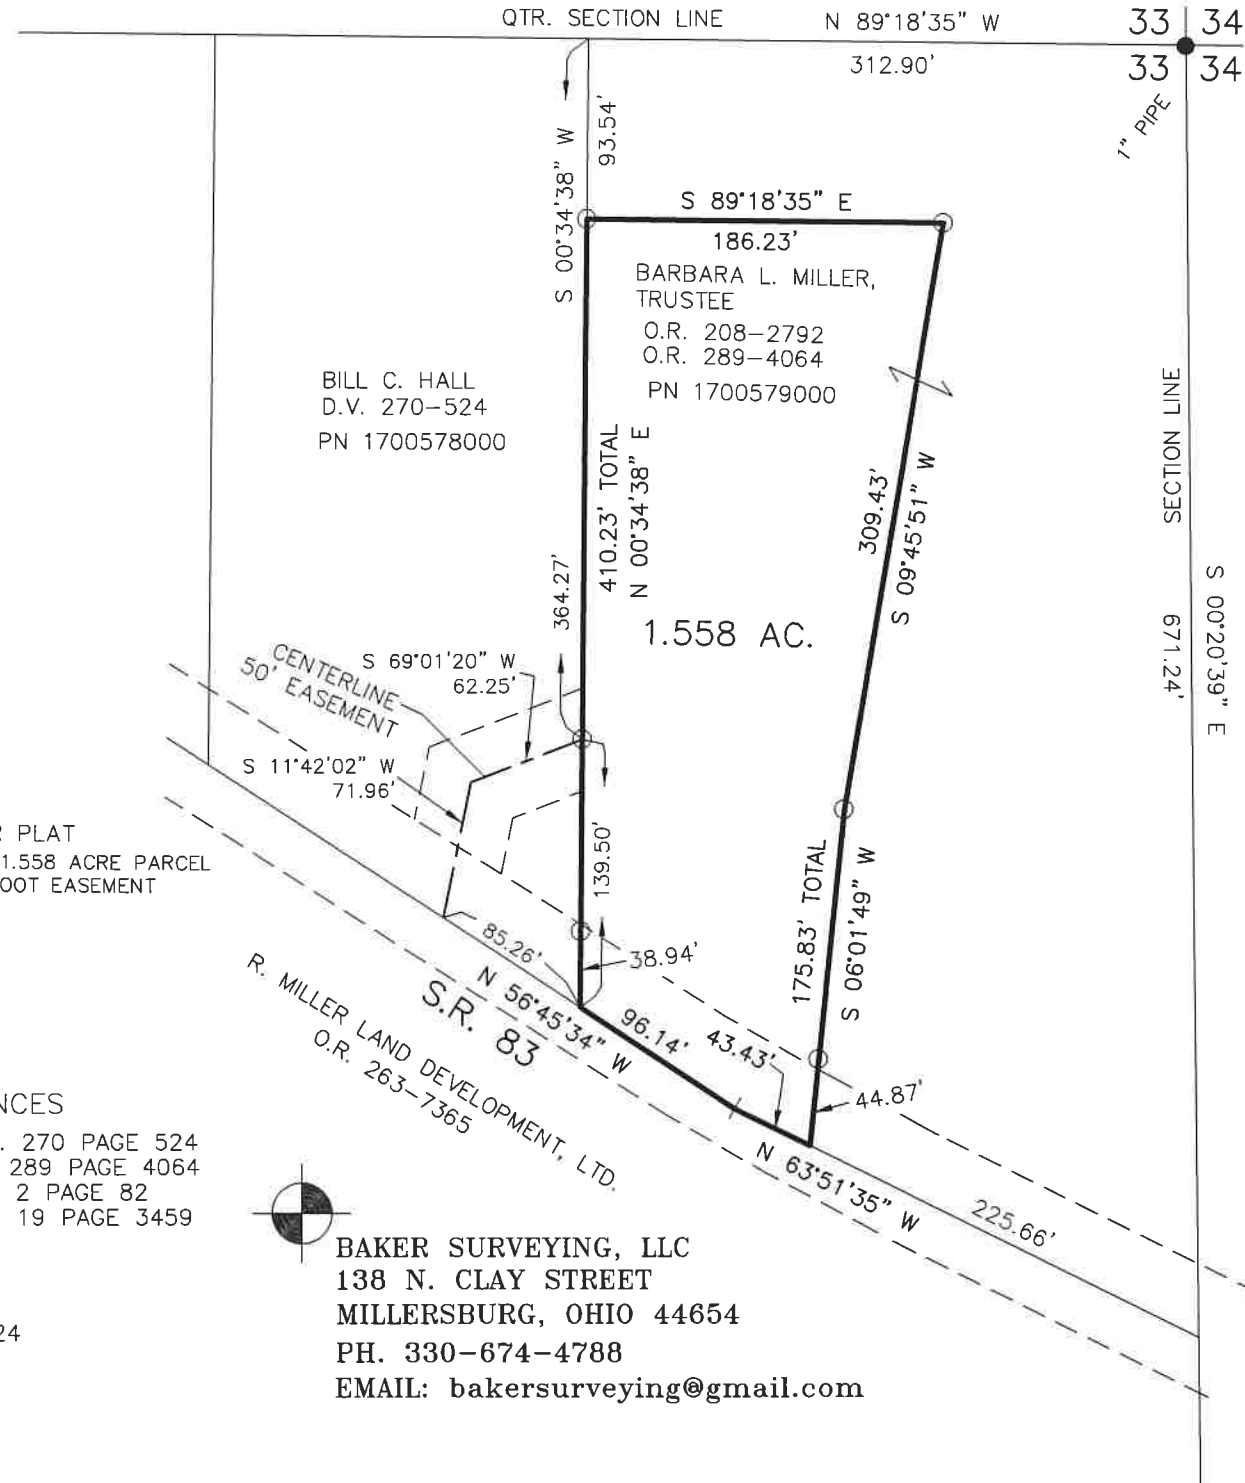 QTR. SECTION LINE N 89°18'35" W
33 34
312.90'
33 34
1" PIPE
S 00°34'38" W
93.54'
S 89°18'35" E
186.23'
BARBARA L. MILLER,
TRUSTEE
O.R. 208-2792
O.R. 289-4064
PN 1700579000
BILL C. HALL
D.V. 270-524
PN 1700578000
SECTION LINE
S 00°20'39" E
671.24'
410.23' TOTAL
N 00°34'38" E
364.27'
309.43'
S 09°45'51" W
1.558 AC.
CENTERLINE
50' EASEMENT
S 69°01'20" W
62.25'
S 11°42'02" W
71.96'
139.50'
175.83' TOTAL
S 06°01'49" W
R PLAT
1.558 ACRE PARCEL
OOT EASEMENT
85.26'
38.94'
N 56°45'34" W
96.14'
43.43'
44.87'
S.R. 83
R. MILLER LAND DEVELOPMENT, LTD.
O.R. 263-7365
N 63°51'35" W
225.66'
NCES
. 270 PAGE 524
289 PAGE 4064
2 PAGE 82
19 PAGE 3459
24
BAKER SURVEYING, LLC
138 N. CLAY STREET
MILLERSBURG, OHIO 44654
PH. 330-674-4788
EMAIL: bakersurveying@gmail.com